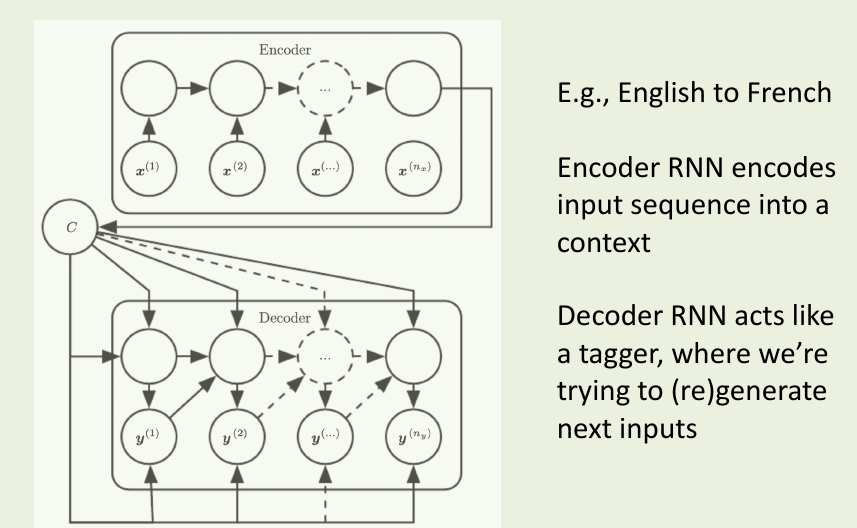 Encoder
...
x^(1) x^(2) x^(...) x^(n_x)
C
Decoder
...
y^(1) y^(2) y^(...) y^(n_y)
E.g., English to French
Encoder RNN encodes
input sequence into a
context
Decoder RNN acts like
a tagger, where we’re
trying to (re)generate
next inputs